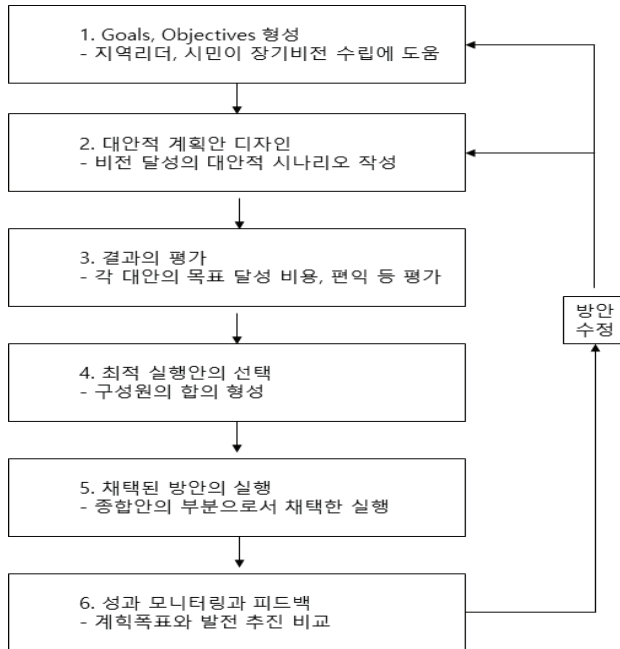 1. Goals, Objectives 형성
- 지역리더, 시민이 장기비전 수립에 도움
2. 대안적 계획안 디자인
- 비전 달성의 대안적 시나리오 작성
3. 결과의 평가
- 각 대안의 목표 달성 비용, 편익 등 평가
4. 최적 실행안의 선택
- 구성원의 합의 형성
5. 채택된 방안의 실행
- 종합안의 부분으로서 채택한 실행
6. 성과 모니터링과 피드백
- 계획폭표와 발전 추진 비교
방안
수정